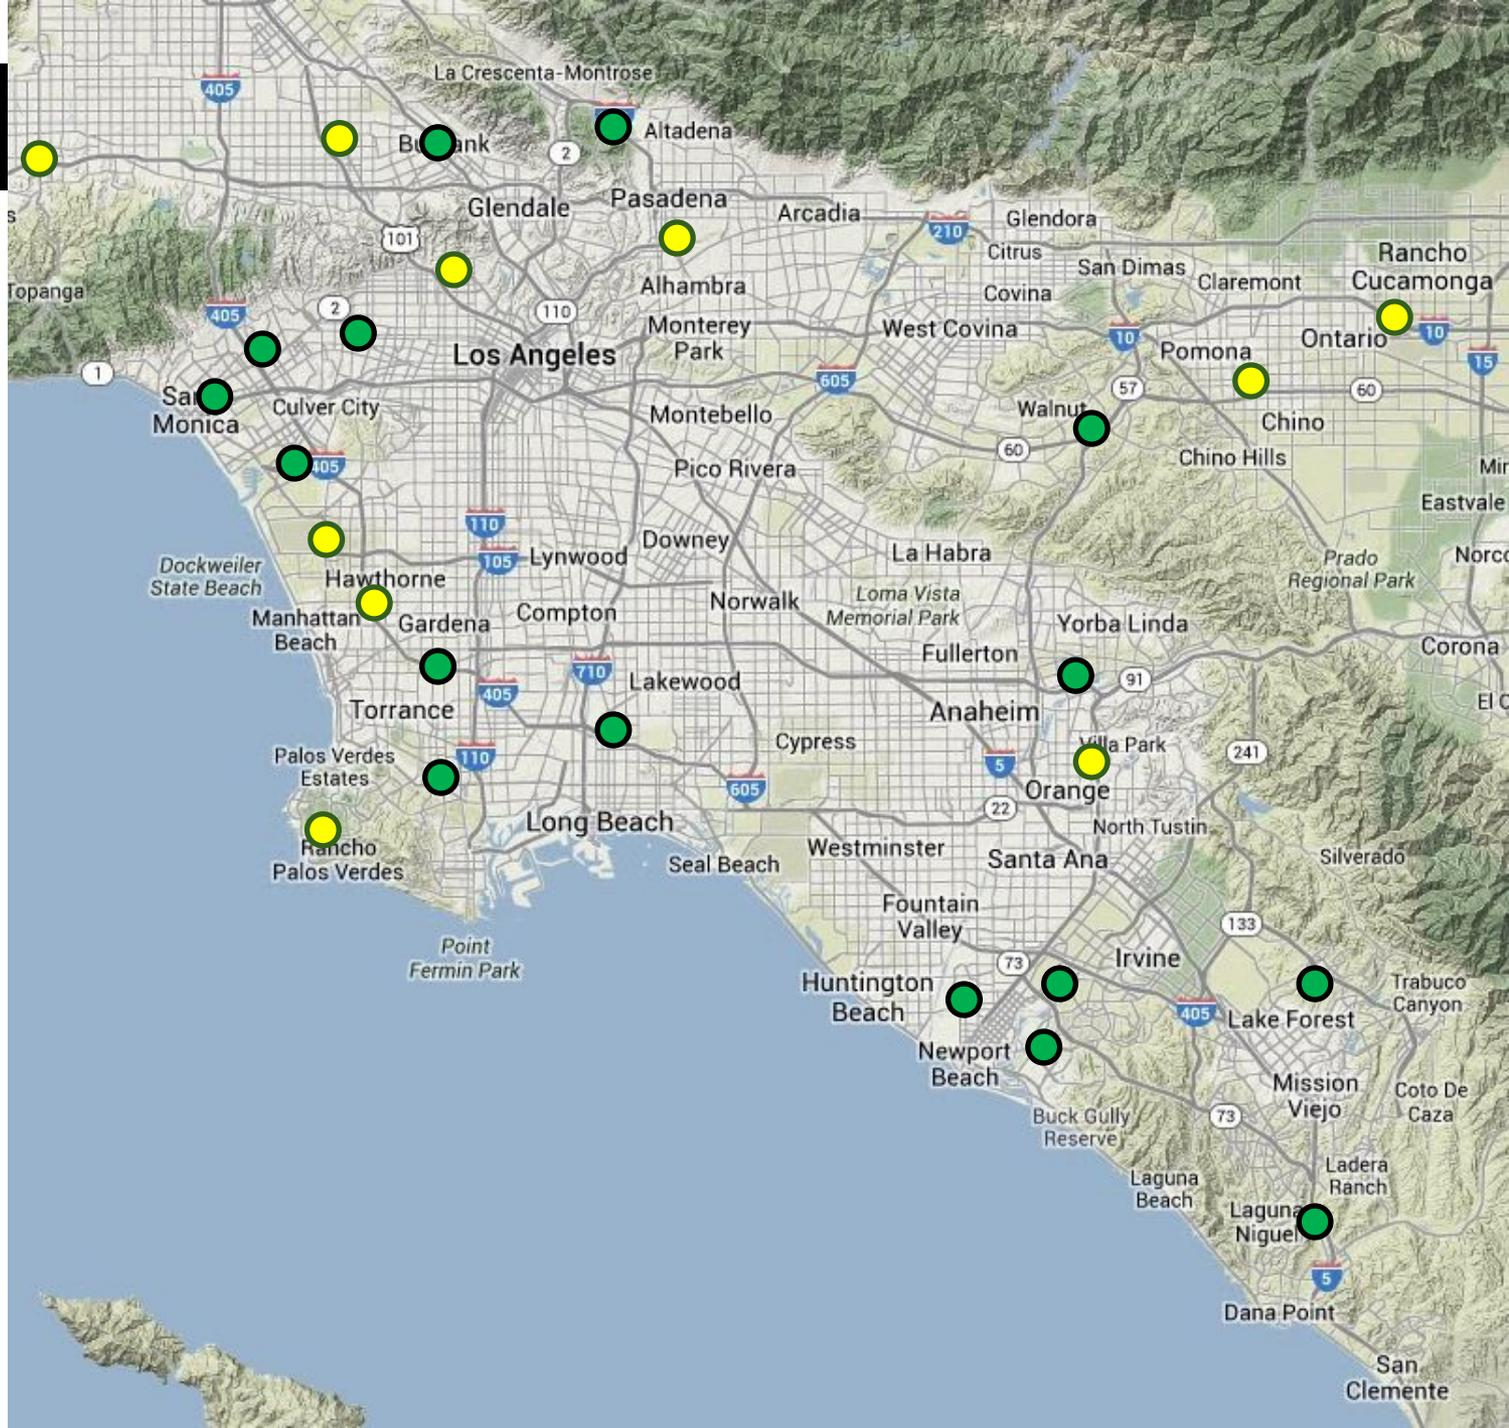 La Crescenta-Montrose
405
Altadena
2
Pasadena
Glendale
Arcadia
Glendora
210
101
Citrus
Rancho
Cucamonga
San Dimas
Claremont
Topanga
Alhambra
Covina
405
2
110
Monterey
Park
West Covina
10
Ontario
10
Los Angeles
Pomona
15
1
605
57
60
Monica
Culver City
Montebello
Walnut
Chino
60
Chino Hills
405
Pico Rivera
Eastvale
110
Downey
La Habra
105
Lynwood
Prado
Regional Park
Dockweiler
State Beach
Hawthorne
Compton
Norwalk
Loma Vista
Memorial Park
Manhattan
Beach
Gardena
Yorba Linda
Fullerton
Corona
710
Lakewood
91
405
Torrance
Anaheim
Cypress
Villa Park
241
Palos Verdes
Estates
110
5
605
Orange
22
Long Beach
North Tustin
Rancho
Palos Verdes
Seal Beach
Westminster
Santa Ana
Silverado
Fountain
Valley
133
Point
Fermin Park
73
Irvine
Huntington
Beach
Trabuco
Canyon
405
Lake Forest
Newport
Beach
Mission
Viejo
Coto De
Caza
Buck Gully
Reserve
73
Laguna
Beach
Ladera
Ranch
Laguna
Niguel
5
Dana Point
San
Clemente